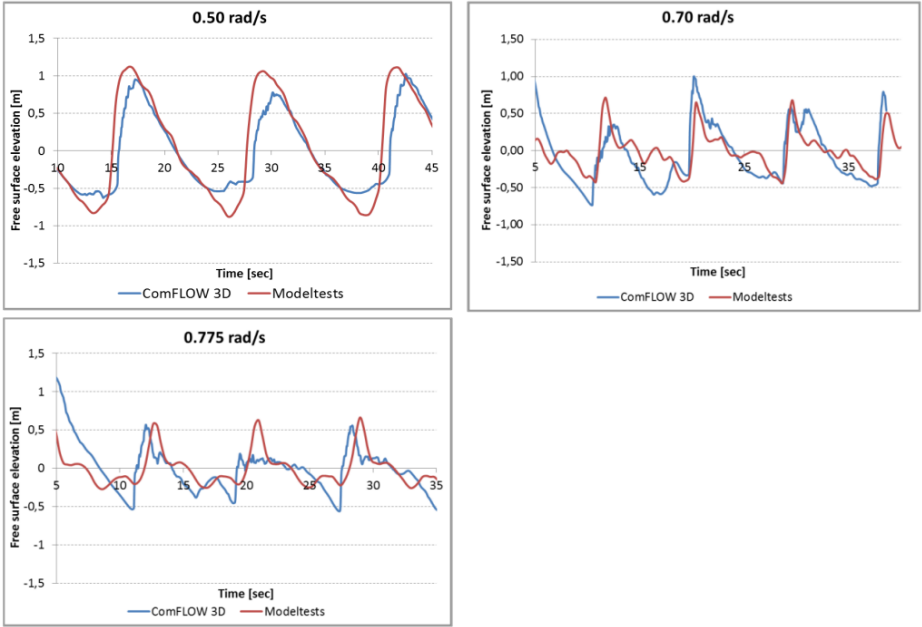 0.50 rad/s
1,5
1
0,5
0
-0,5
-1
-1,5
10 15 20 25 30 35 40 45
Free surface elevation [m]
Time [sec]
ComFLOW 3D Modeltests
0.70 rad/s
1,50
1,00
0,50
0,00
-0,50
-1,00
-1,50
5 15 25 35
Free surface elevation [m]
Time [sec]
ComFLOW 3D Modeltests
0.775 rad/s
1,5
1
0,5
0
-0,5
-1
-1,5
5 10 15 20 25 30 35
Free surface elevation [m]
Time [sec]
ComFLOW 3D Modeltests